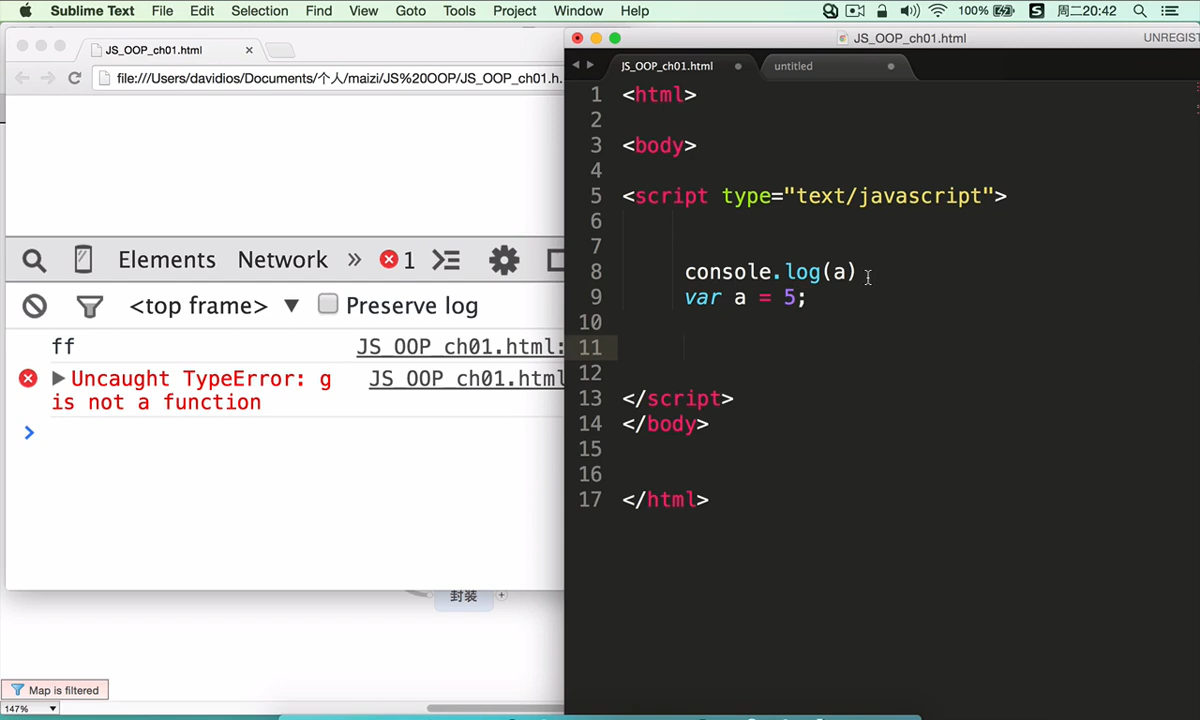 Sublime Text File Edit Selection Find View Goto Tools Project Window Help 100% S 周二20:42
JS_OOP_ch01.html ×
file:///Users/davidios/Documents/个人/maizi/JS%20OOP/JS_OOP_ch01.h
Elements Network » 1
<top frame> ▼ Preserve log
ff JS_OOP_ch01.html:
Uncaught TypeError: g JS_OOP_ch01.html
is not a function
>
封装 +
Map is filtered
147%
JS_OOP_ch01.html UNREGIST
JS_OOP_ch01.html untitled
1 <html>
2
3 <body>
4
5 <script type="text/javascript">
6
7
8 console.log(a)
9 var a = 5;
10
11
12
13 </script>
14 </body>
15
16
17 </html>